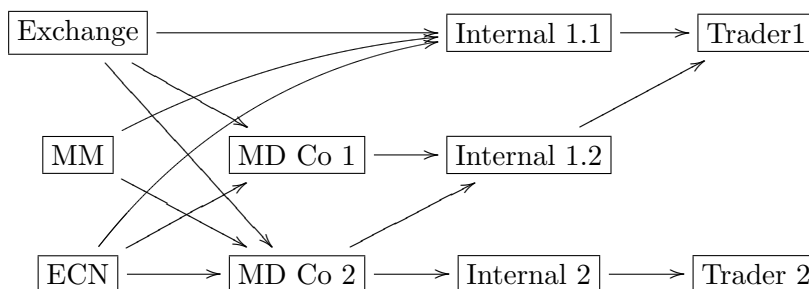 Exchange
Internal 1.1
Trader1
MM
MD Co 1
Internal 1.2
ECN
MD Co 2
Internal 2
Trader 2